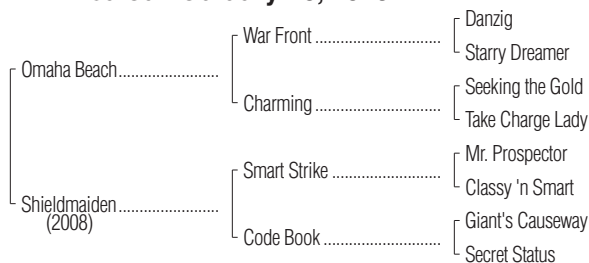 Danzig
War Front ........................
Starry Dreamer
Omaha Beach........................
Seeking the Gold
Charming ..............................
Take Charge Lady
Mr. Prospector
Smart Strike ..........................
Classy 'n Smart
Shieldmaiden........................
(2008)
Giant's Causeway
Code Book ............................
Secret Status